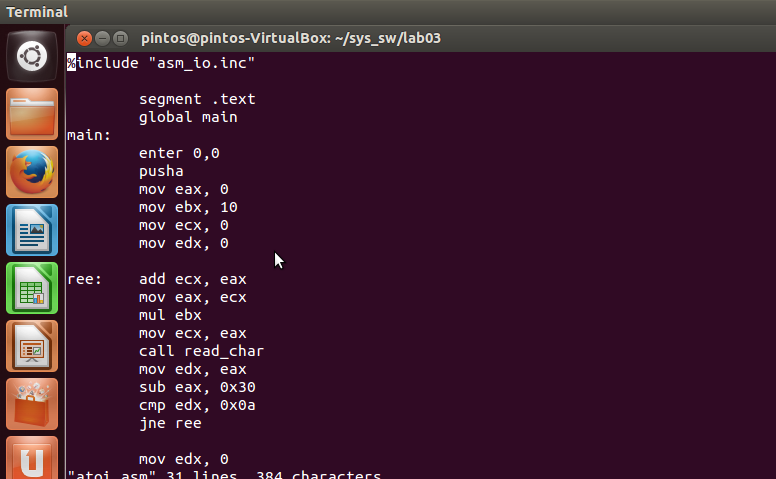 Terminal
pintos@pintos-VirtualBox: ~/sys_sw/lab03
%include "asm_io.inc"
segment .text
global main
main:
enter 0,0
pusha
mov eax, 0
mov ebx, 10
mov ecx, 0
mov edx, 0
ree: add ecx, eax
mov eax, ecx
mul ebx
mov ecx, eax
call read_char
mov edx, eax
sub eax, 0x30
cmp edx, 0x0a
jne ree
mov edx, 0
"atoi.asm" 31 lines, 384 characters